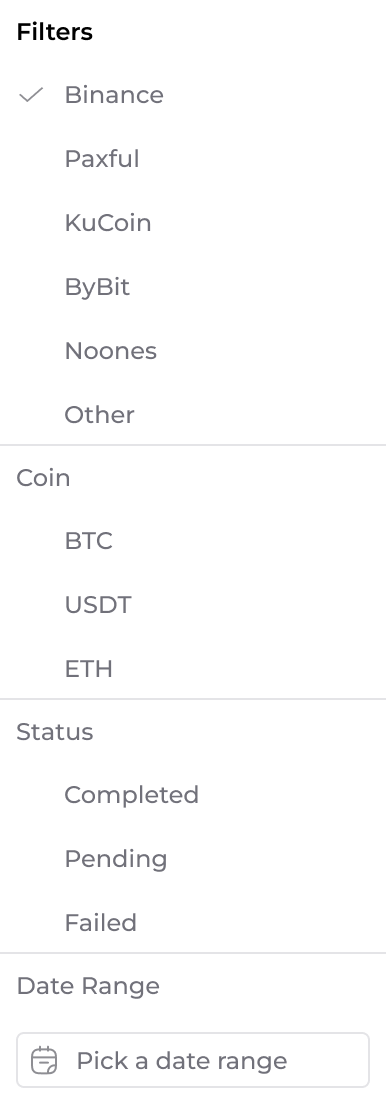 Filters
Binance
Paxful
KuCoin
ByBit
Noones
Other
Coin
BTC
USDT
ETH
Status
Completed
Pending
Failed
Date Range
Pick a date range